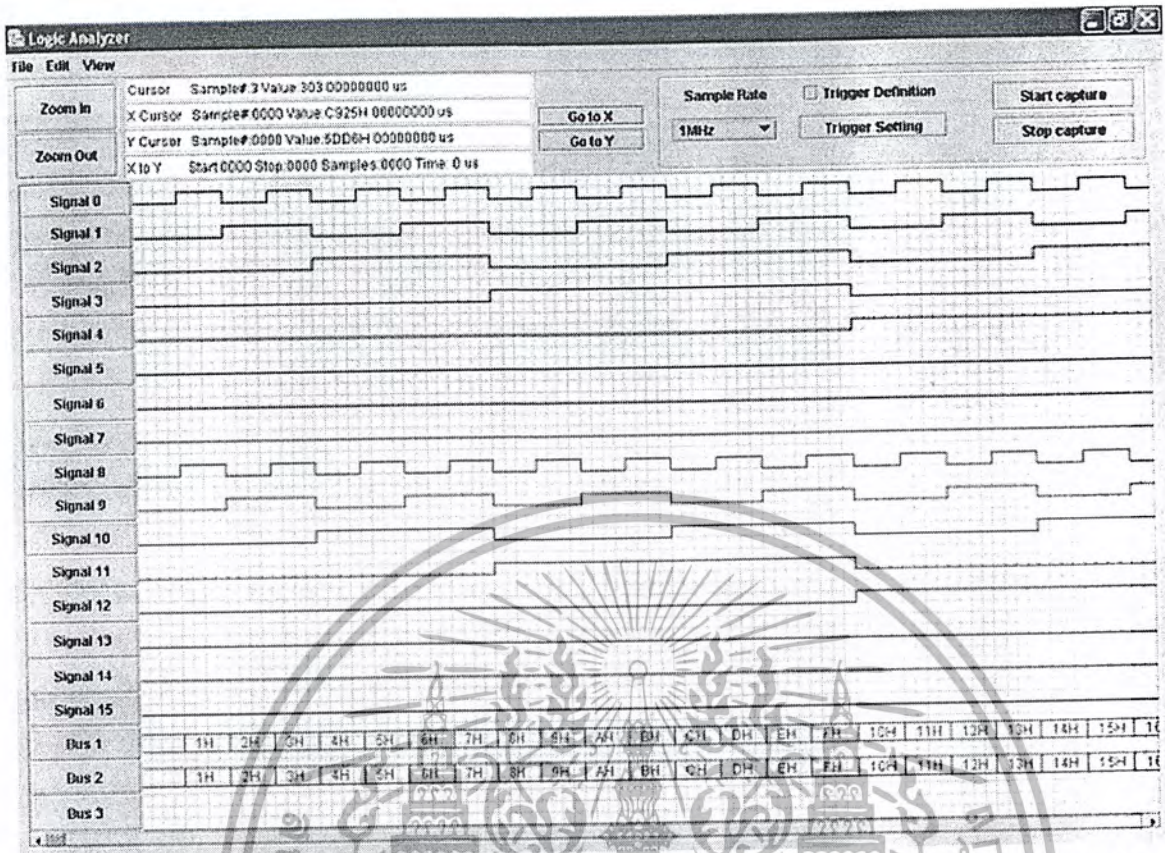 Logic Analyzer
File Edit View
Zoom In
Zoom Out
Cursor Sample#:3 Value 303 00000000 us
X Cursor Sample# 0000 Value:C925H 00000000 us
Y Cursor Sample#:0000 Value:5DD6H 00000000 us
X to Y Start:0000 Stop:0000 Samples:0000 Time: 0 us
Go to X
Go to Y
Sample Rate
1MHz
Trigger Definition
Trigger Setting
Start capture
Stop capture
Signal 0
Signal 1
Signal 2
Signal 3
Signal 4
Signal 5
Signal 6
Signal 7
Signal 8
Signal 9
Signal 10
Signal 11
Signal 12
Signal 13
Signal 14
Signal 15
Bus 1 1H 2H 3H 4H 5H 6H 7H 8H 9H AH BH CH DH EH FH 10H 11H 12H 13H 14H 15H 16
Bus 2 1H 2H 3H 4H 5H 6H 7H 8H 9H AH BH CH DH EH FH 10H 11H 12H 13H 14H 15H 16
Bus 3